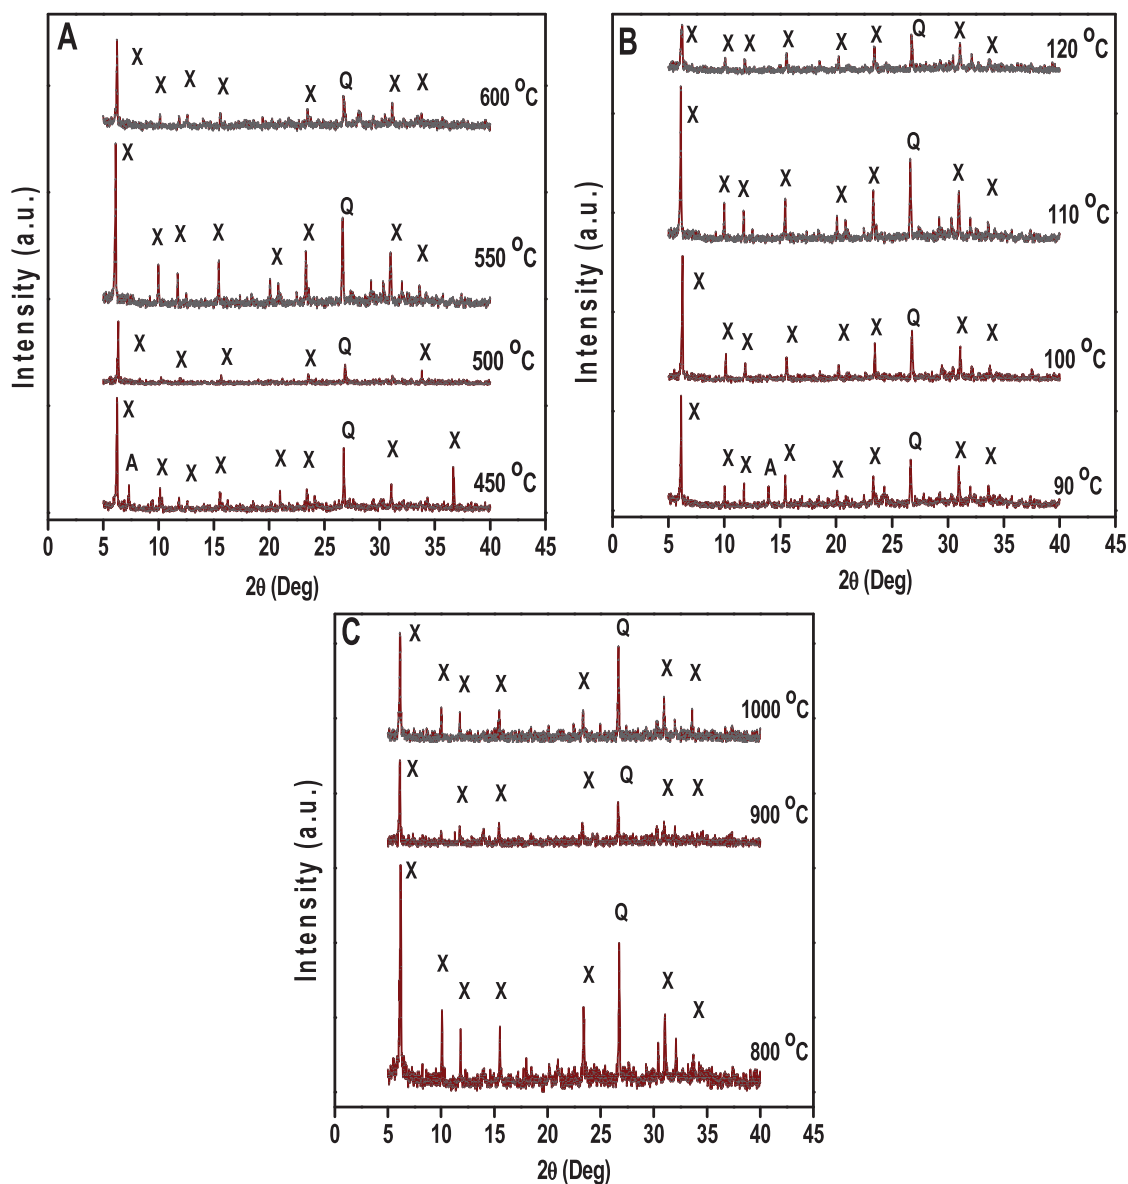 A
X X X X X Q X X 600 °C
X X X X X X Q X X 550 °C
X X X X Q X 500 °C
X A X X X X X Q X X 450 °C
Intensity (a.u.)
0 5 10 15 20 25 30 35 40 45
2θ (Deg)
B
X X X X X X Q X X 120 °C
X X X X X X Q X X 110 °C
X X X X X X Q X X 100 °C
X X X A X X X Q X X 90 °C
Intensity (a.u.)
0 5 10 15 20 25 30 35 40 45
2θ (Deg)
C
X X X X X Q X X 1000 °C
X X X X Q X X 900 °C
X X X X X Q X X 800 °C
Intensity (a.u.)
0 5 10 15 20 25 30 35 40 45
2θ (Deg)